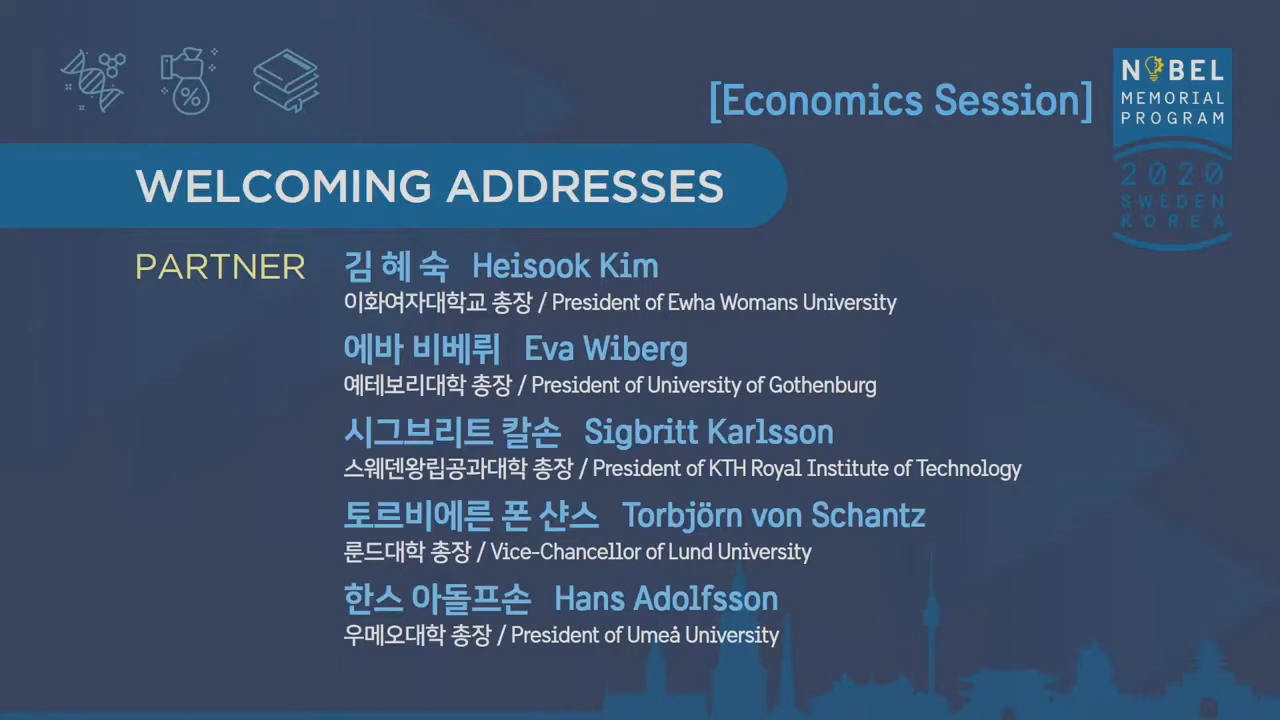 [Economics Session]
NOBEL
MEMORIAL
PROGRAM
2020
SWEDEN
KOREA
%
WELCOMING ADDRESSES
PARTNER 김혜숙 Heisook Kim
이화여자대학교 총장 / President of Ewha Womans University
에바 비베뤼 Eva Wiberg
예테보리대학 총장 / President of University of Gothenburg
시그브리트 칼손 Sigbritt Karlsson
스웨덴왕립공과대학 총장 / President of KTH Royal Institute of Technology
토르비에른 폰 샨스 Torbjörn von Schantz
룬드대학 총장 / Vice-Chancellor of Lund University
한스 아돌프손 Hans Adolfsson
우메오대학 총장 / President of Umeå University